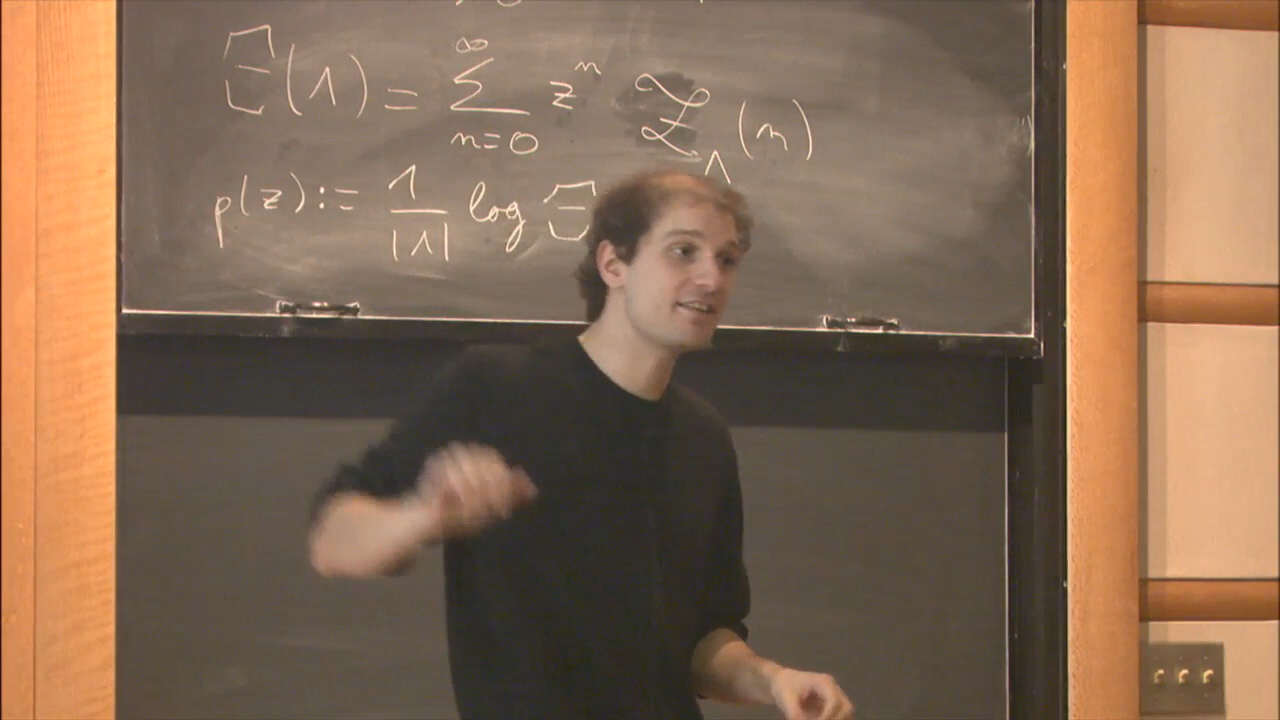 Ξ(Λ) = ∑_{n=0}^{∞} z^n Z_Λ(n)
p(z) := 1/|Λ| log Ξ